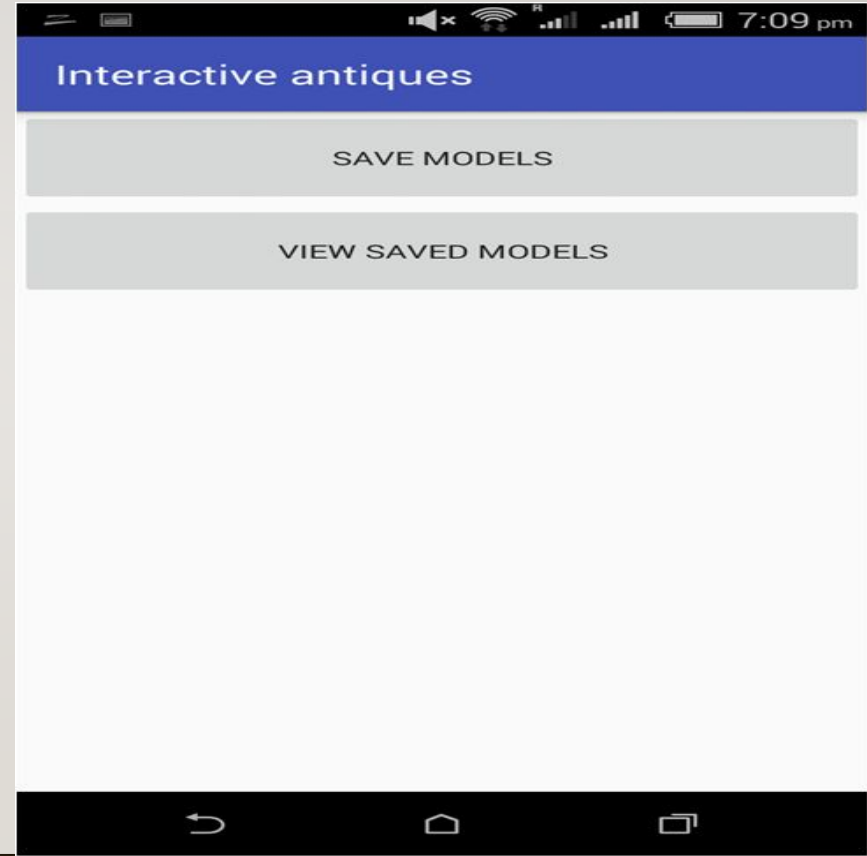 R
7:09 pm
Interactive antiques
SAVE MODELS
VIEW SAVED MODELS